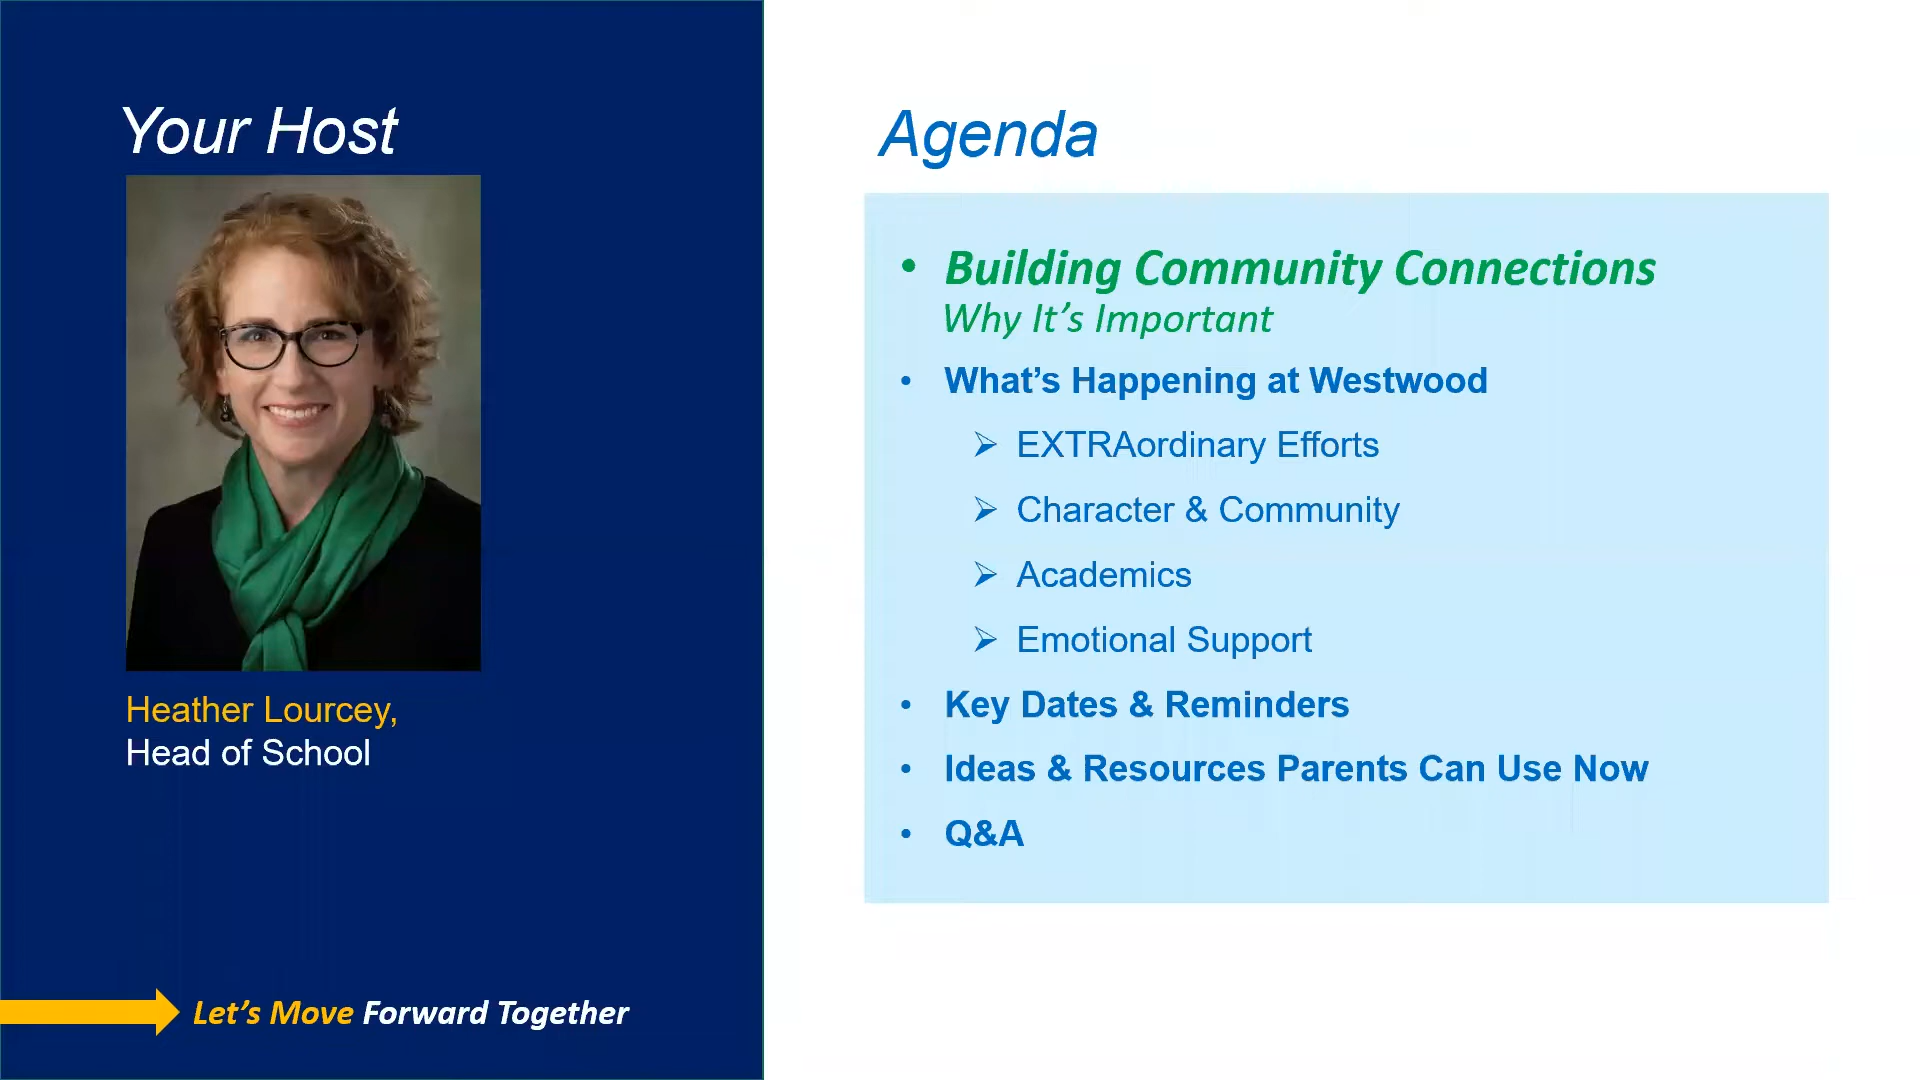 Your Host
Heather Lourcey,
Head of School
Let’s Move Forward Together
Agenda
• Building Community Connections
Why It’s Important
• What’s Happening at Westwood
➢ EXTRAordinary Efforts
➢ Character & Community
➢ Academics
➢ Emotional Support
• Key Dates & Reminders
• Ideas & Resources Parents Can Use Now
• Q&A